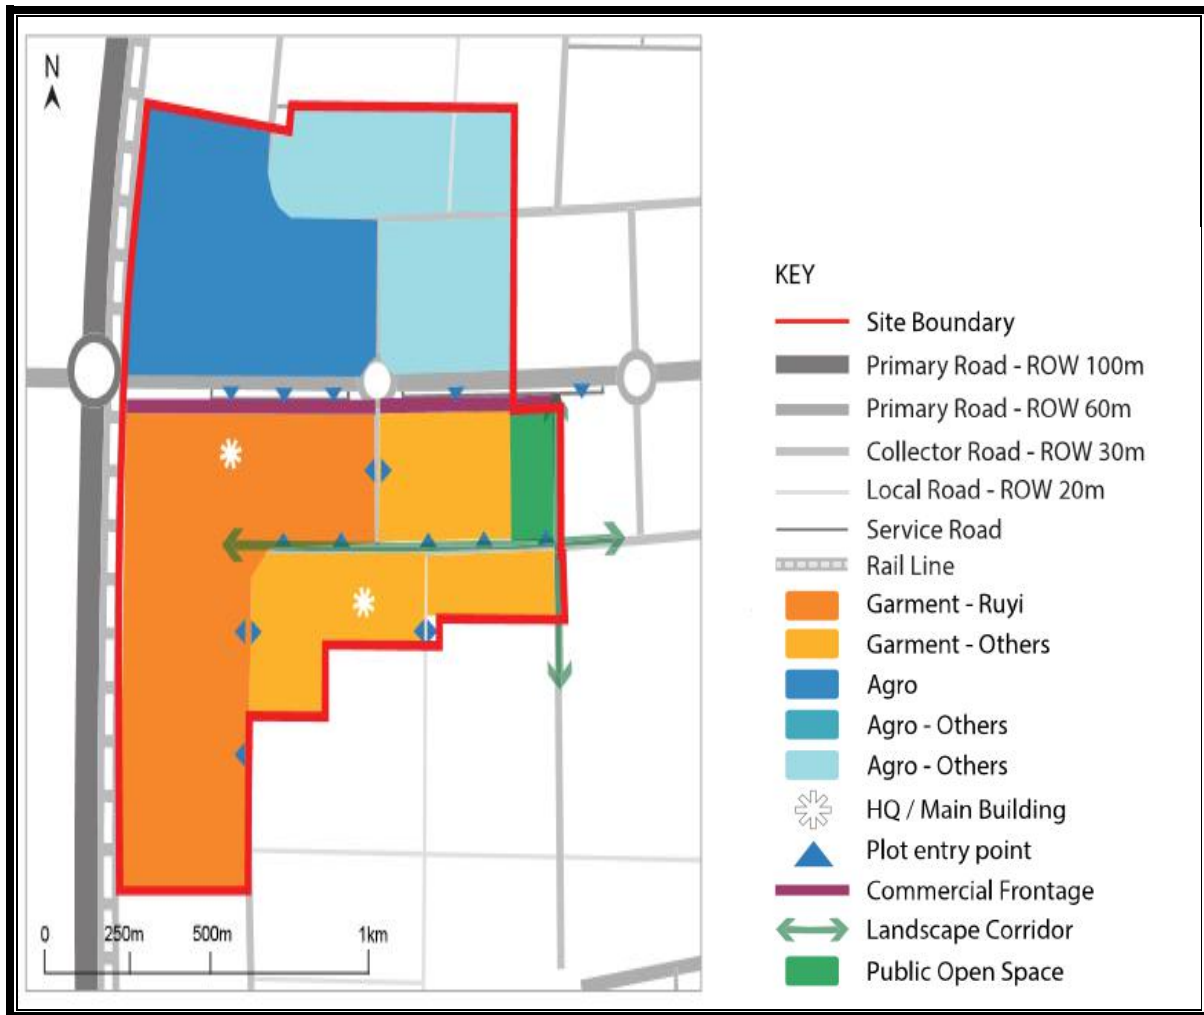 N
0 250m 500m 1km
KEY
Site Boundary
Primary Road - ROW 100m
Primary Road - ROW 60m
Collector Road - ROW 30m
Local Road - ROW 20m
Service Road
Rail Line
Garment - Ruyi
Garment - Others
Agro
Agro - Others
Agro - Others
HQ / Main Building
Plot entry point
Commercial Frontage
Landscape Corridor
Public Open Space